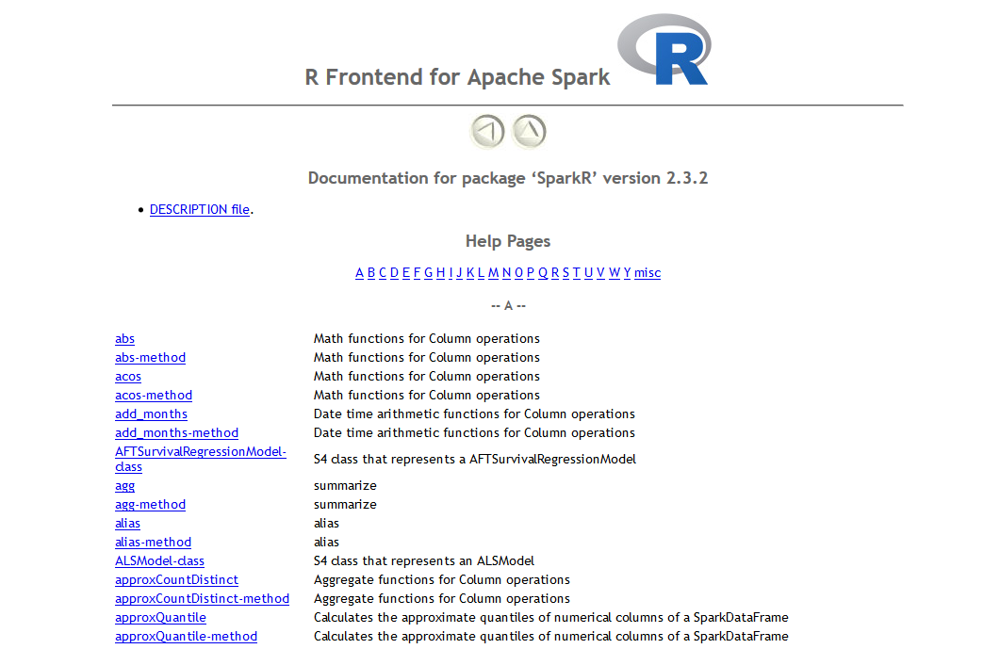 R Frontend for Apache Spark R
Documentation for package ‘SparkR’ version 2.3.2
• DESCRIPTION file.
Help Pages
A B C D E F G H I J K L M N O P Q R S T U V W Y misc
-- A --
abs Math functions for Column operations
abs-method Math functions for Column operations
acos Math functions for Column operations
acos-method Math functions for Column operations
add_months Date time arithmetic functions for Column operations
add_months-method Date time arithmetic functions for Column operations
AFTSurvivalRegressionModel-
class S4 class that represents a AFTSurvivalRegressionModel
agg summarize
agg-method summarize
alias alias
alias-method alias
ALSModel-class S4 class that represents an ALSModel
approxCountDistinct Aggregate functions for Column operations
approxCountDistinct-method Aggregate functions for Column operations
approxQuantile Calculates the approximate quantiles of numerical columns of a SparkDataFrame
approxQuantile-method Calculates the approximate quantiles of numerical columns of a SparkDataFrame